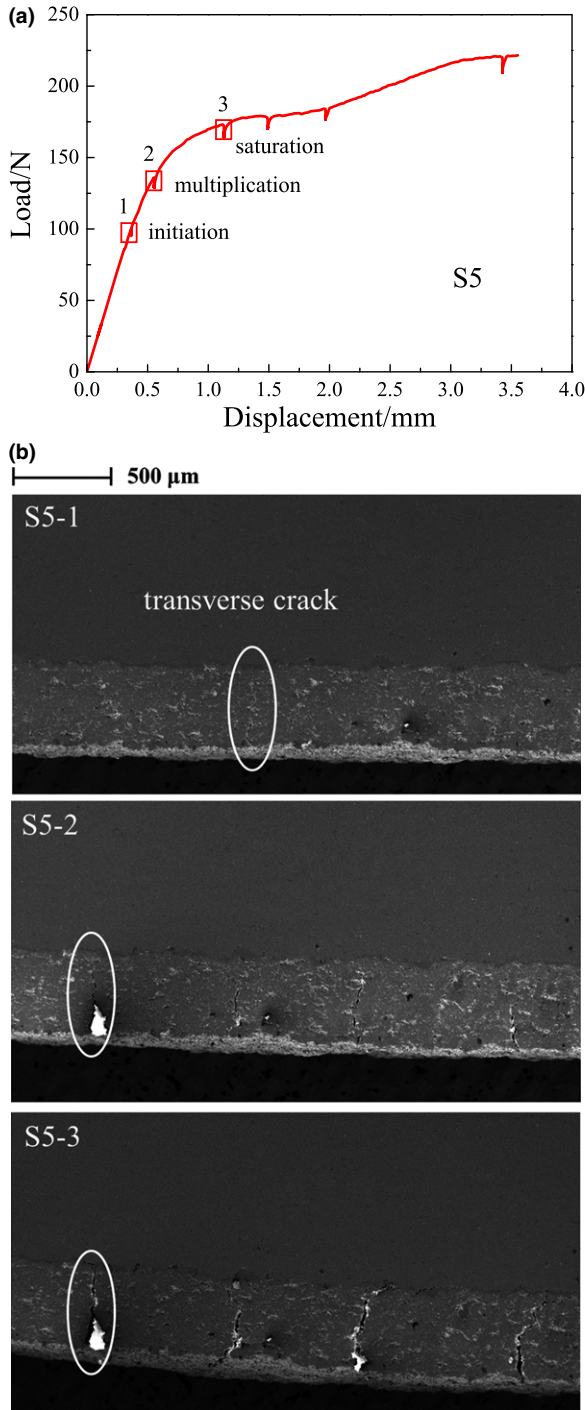 (a)
250
200
150
100
50
0
Load/N
3
saturation
2
multiplication
1
initiation
S5
0.0 0.5 1.0 1.5 2.0 2.5 3.0 3.5 4.0
Displacement/mm
(b)
500 µm
S5-1
transverse crack
S5-2
S5-3